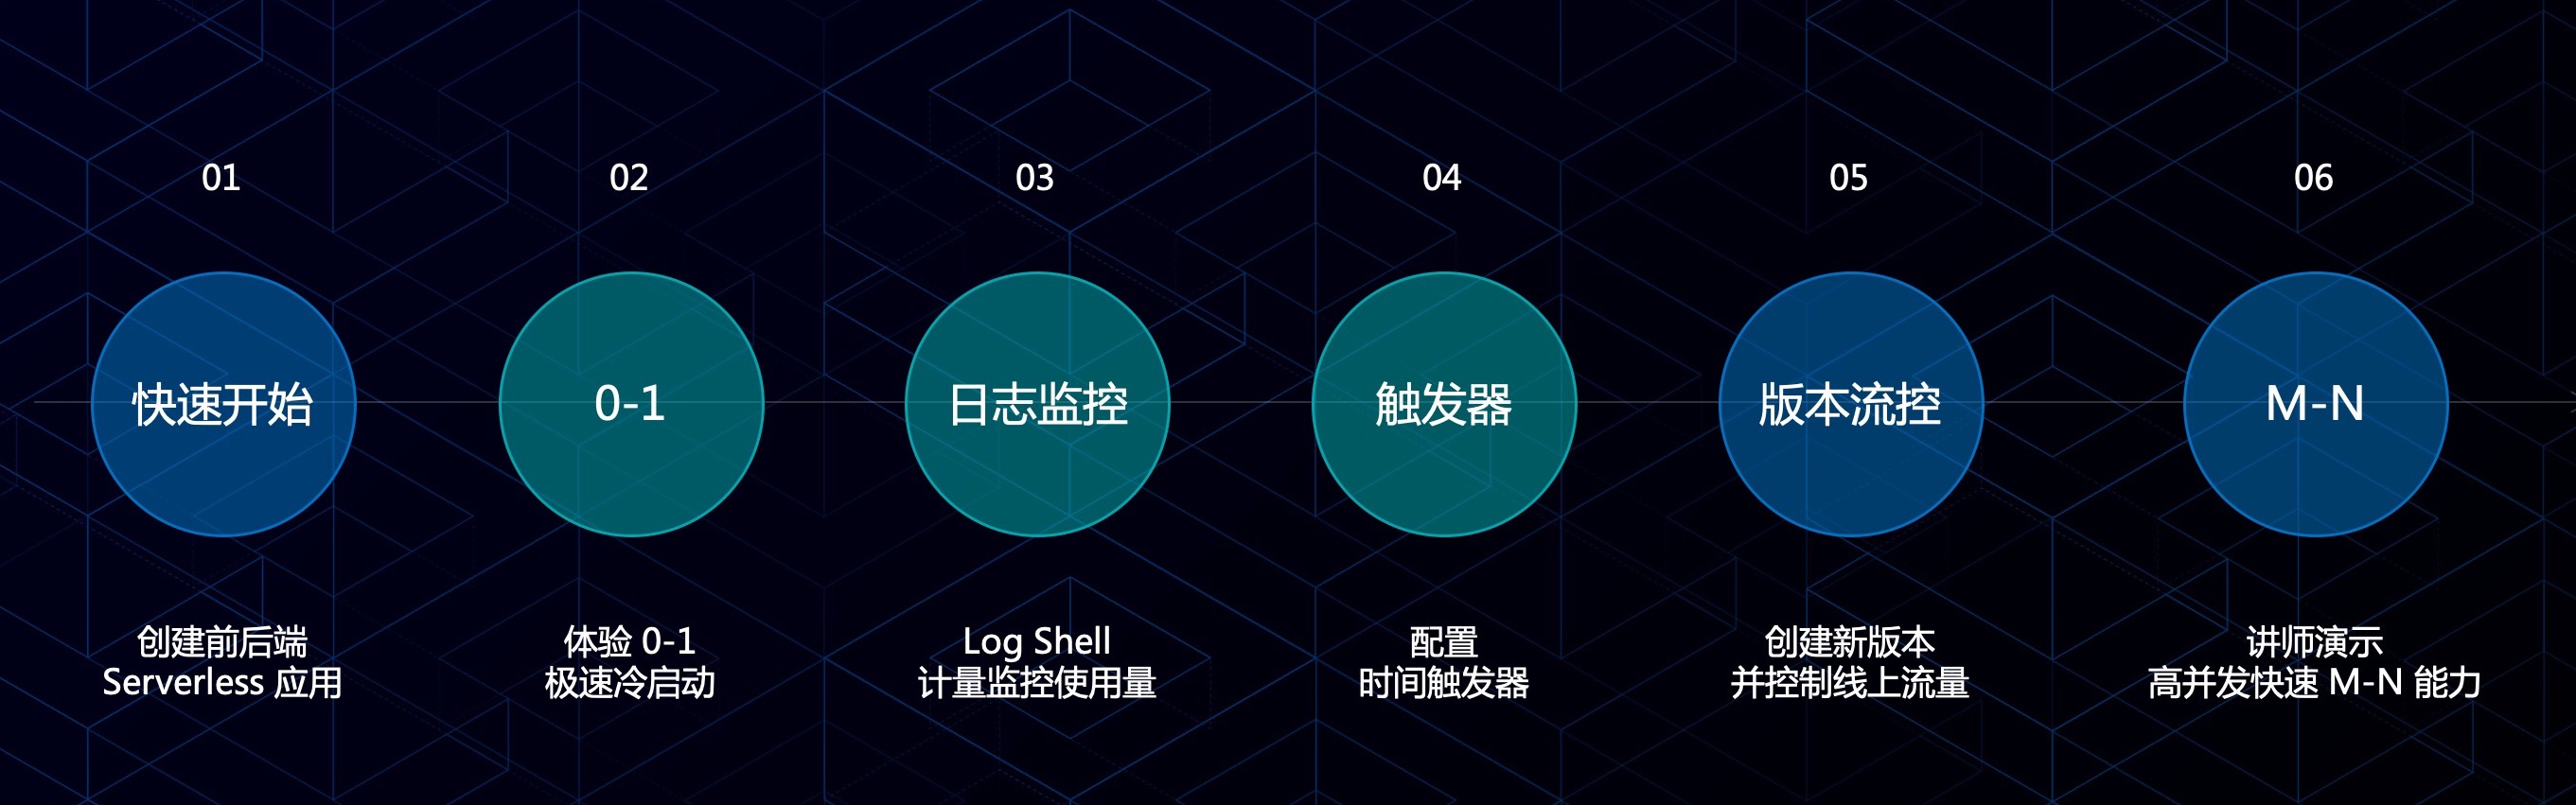 01
02
03
04
05
06
快速开始
0-1
日志监控
触发器
版本流控
M-N
创建前后端
Serverless 应用
体验 0-1
极速冷启动
Log Shell
计量监控使用量
配置
时间触发器
创建新版本
并控制线上流量
讲师演示
高并发快速 M-N 能力